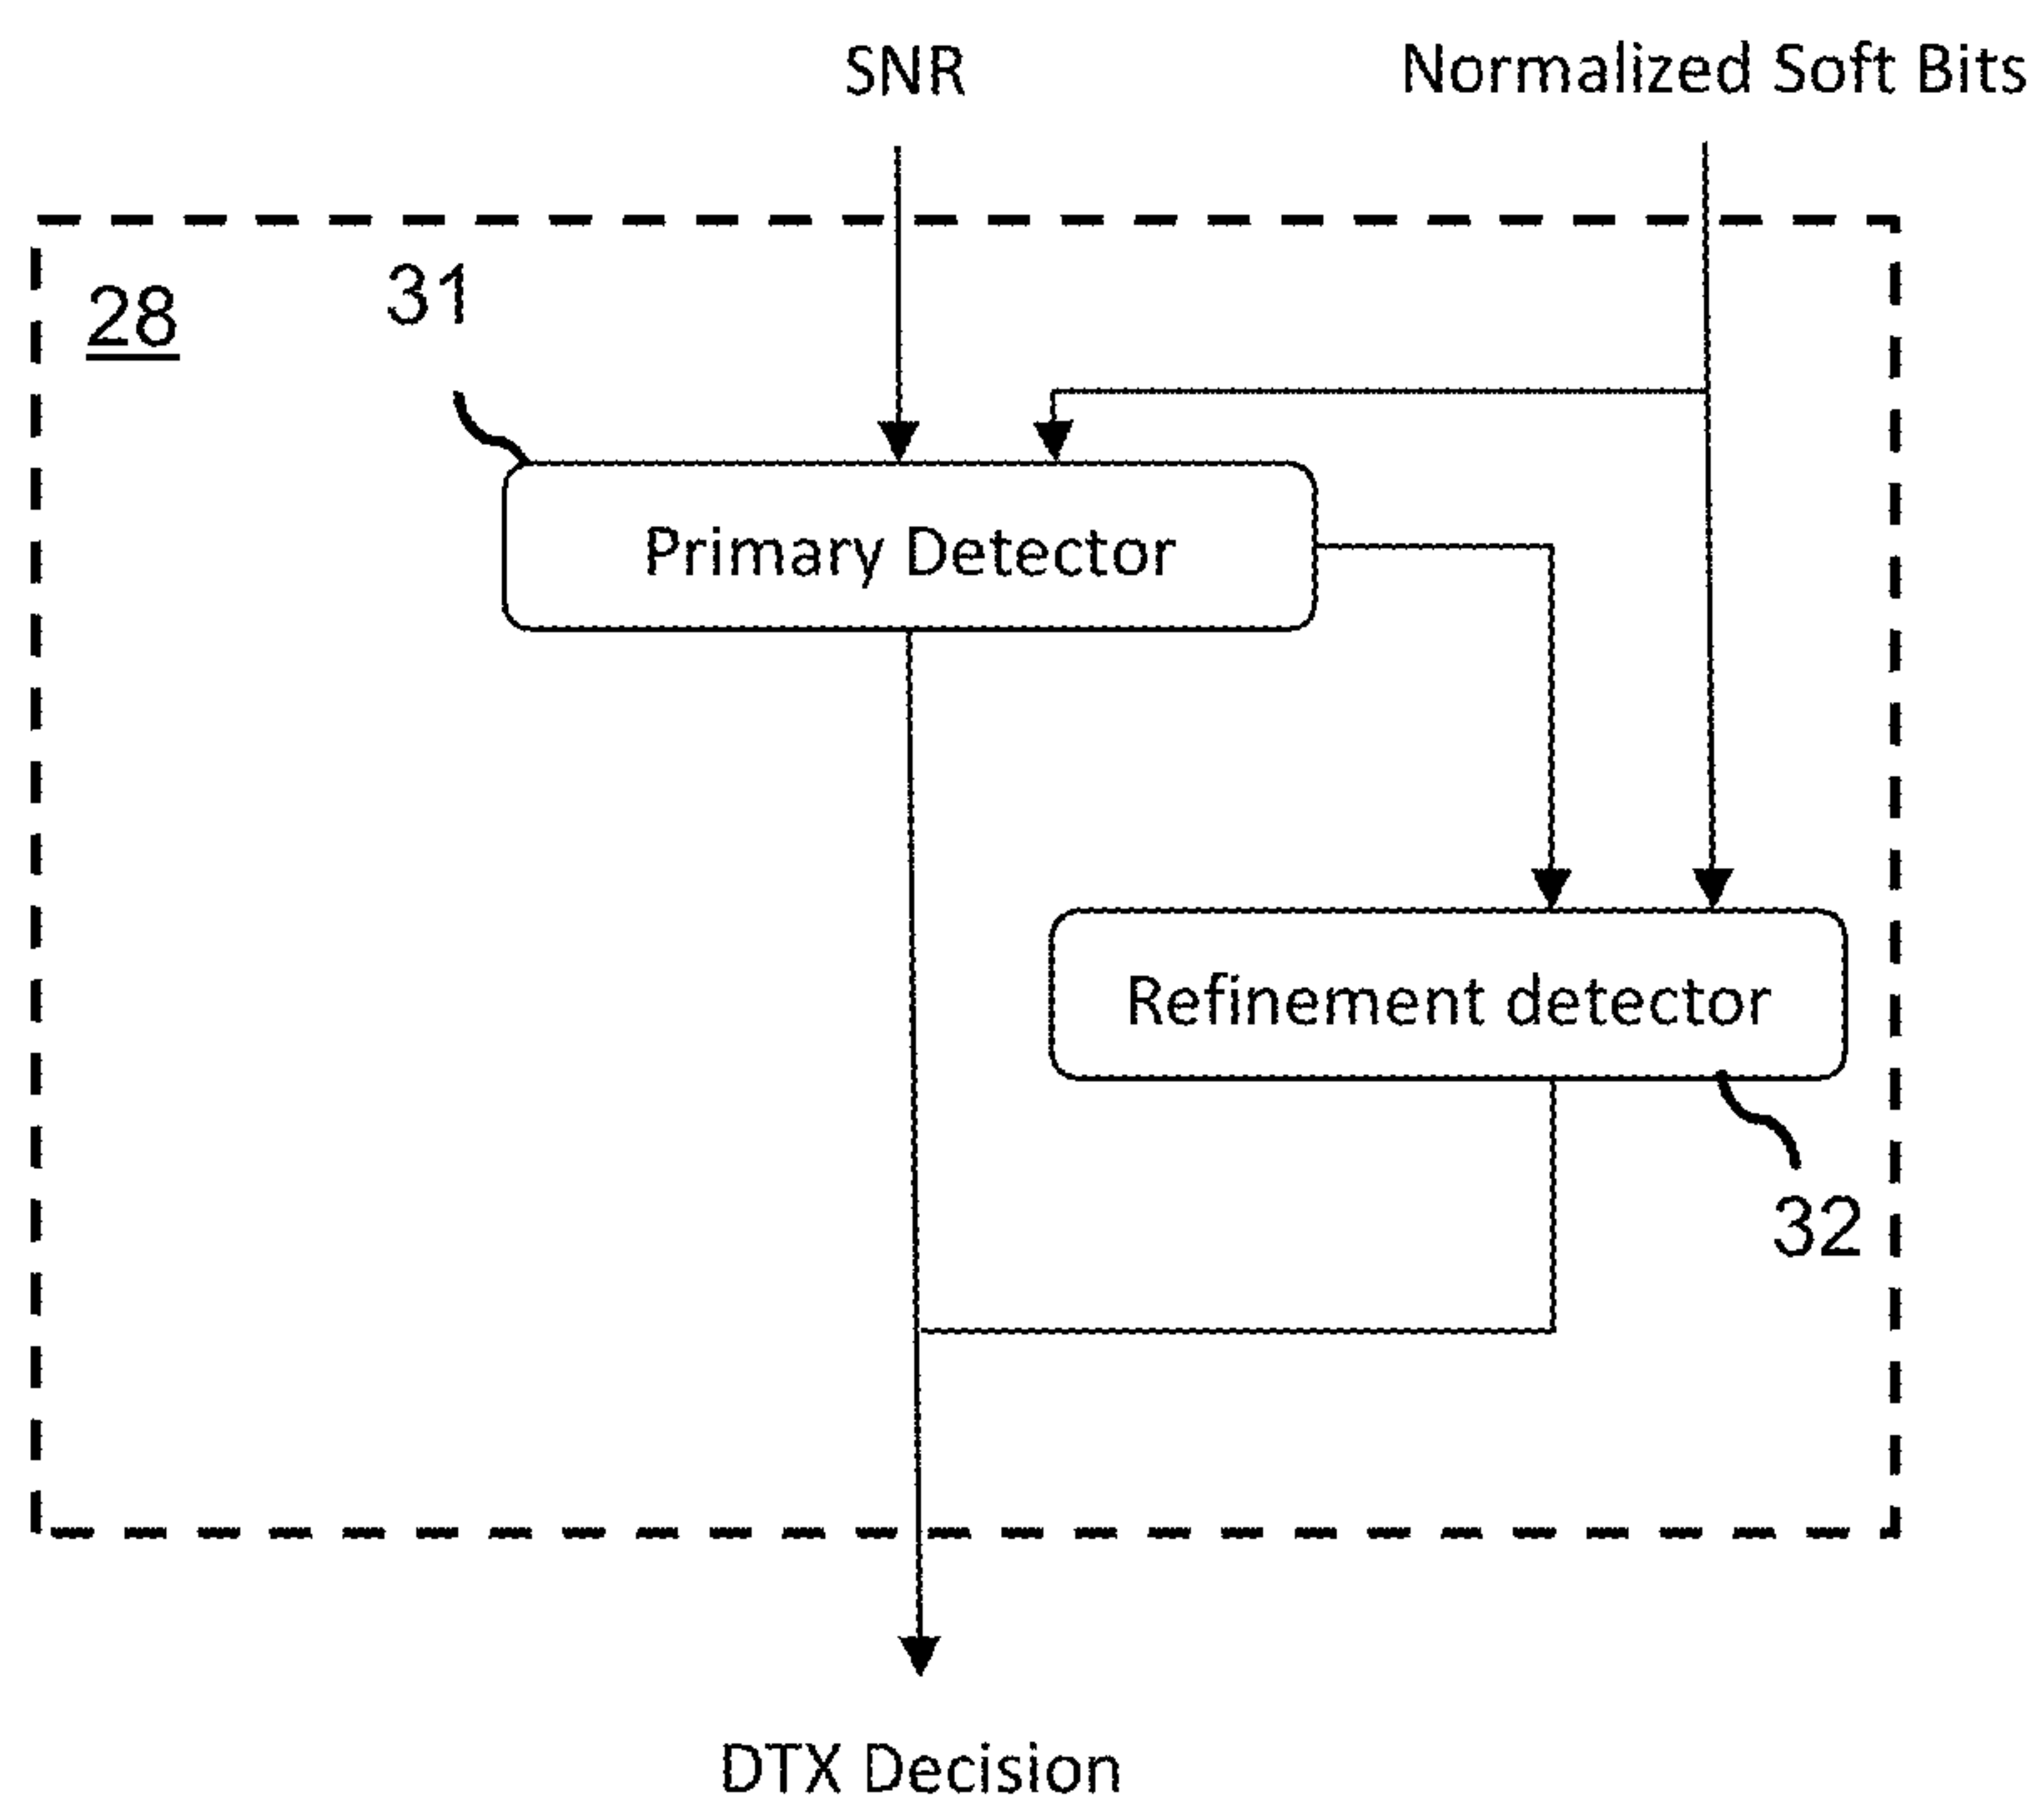 SNR
Normalized Soft Bits
28
31
Primary Detector
Refinement detector
32
DTX Decision